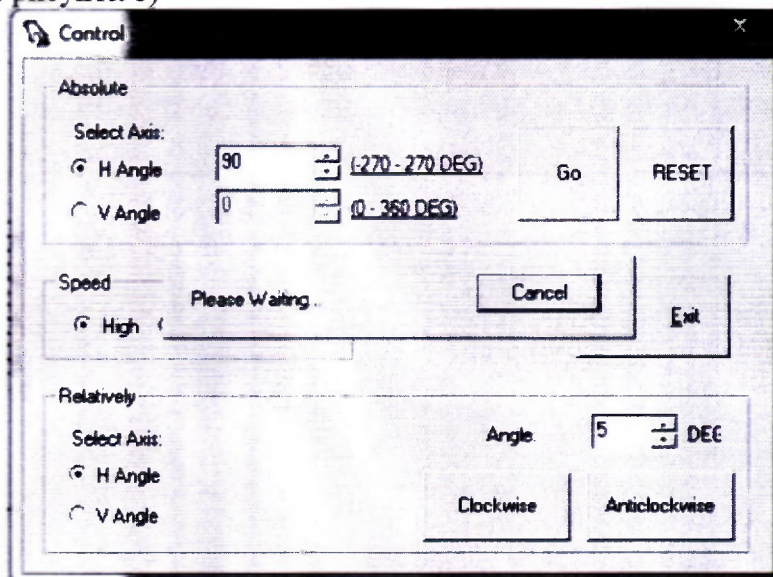 Control
Absolute
Select Axis:
H Angle 90 (-270 - 270 DEG) Go RESET
V Angle 0 (0 - 360 DEG)
Speed
High
Please Waiting... Cancel
Exit
Relatively
Select Axis: Angle: 5 DEG
H Angle
V Angle
Clockwise Anticlockwise